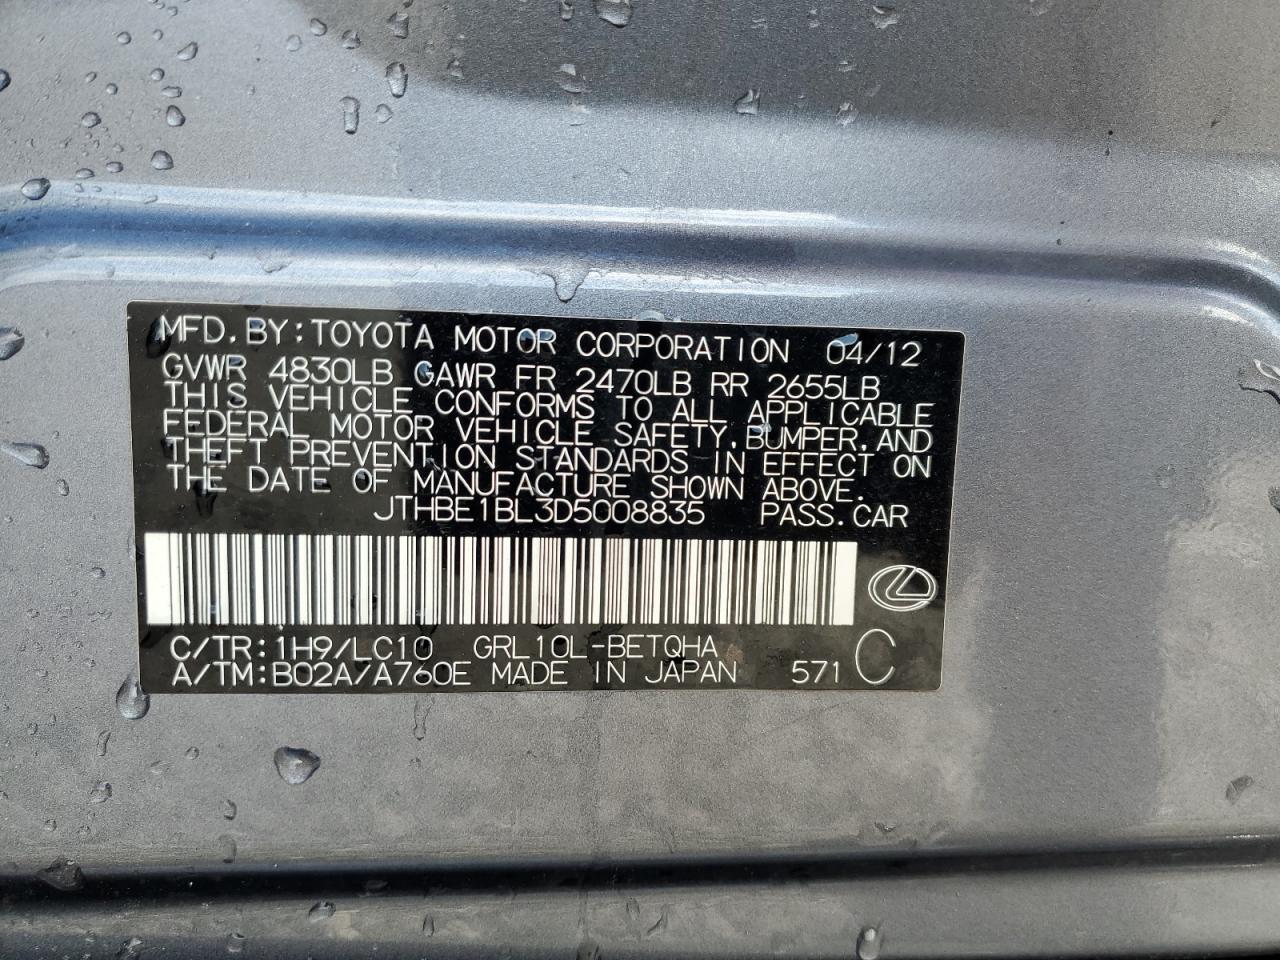 MFD.BY:TOYOTA MOTOR CORPORATION 04/12
GVWR 4830LB GAWR FR 2470LB RR 2655LB
THIS VEHICLE CONFORMS TO ALL APPLICABLE
FEDERAL MOTOR VEHICLE SAFETY,BUMPER,AND
THEFT PREVENTION STANDARDS IN EFFECT ON
THE DATE OF MANUFACTURE SHOWN ABOVE.
JTHBE1BL3D5008835 PASS.CAR
C/TR:1H9/LC10 GRL10L-BETQHA
A/TM:B02A/A760E MADE IN JAPAN 571 C